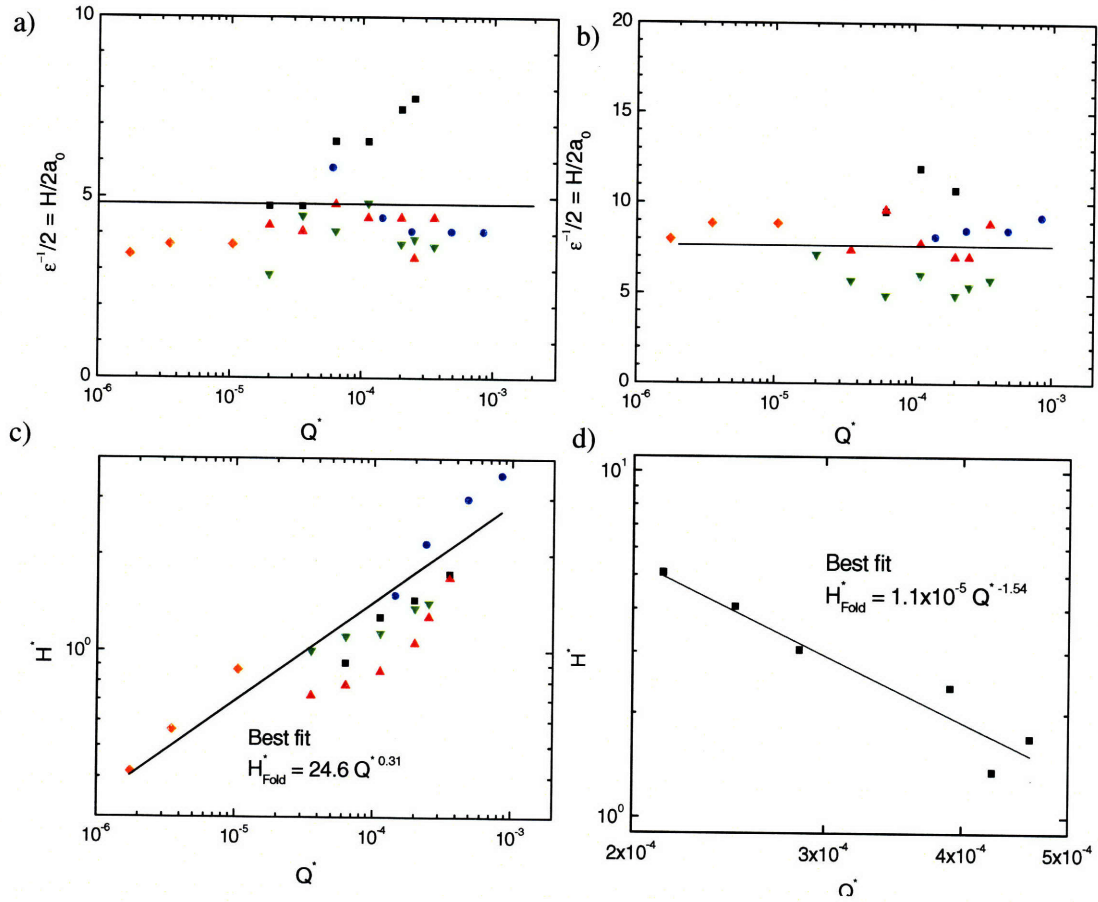 a)
10
5
0
10⁻⁶
10⁻⁵
10⁻⁴
10⁻³
ε⁻¹/2 = H/2a₀
Q*
b)
20
15
10
5
0
10⁻⁶
10⁻⁵
10⁻⁴
10⁻³
ε⁻¹/2 = H/2a₀
Q*
c)
10⁰
10⁻⁶
10⁻⁵
10⁻⁴
10⁻³
H*
Q*
Best fit
H*Fold = 24.6 Q*⁰·³¹
d)
10¹
10⁰
2x10⁻⁴
3x10⁻⁴
4x10⁻⁴
5x10⁻⁴
H*
Q*
Best fit
H*Fold = 1.1x10⁻⁵ Q*⁻¹·⁵⁴